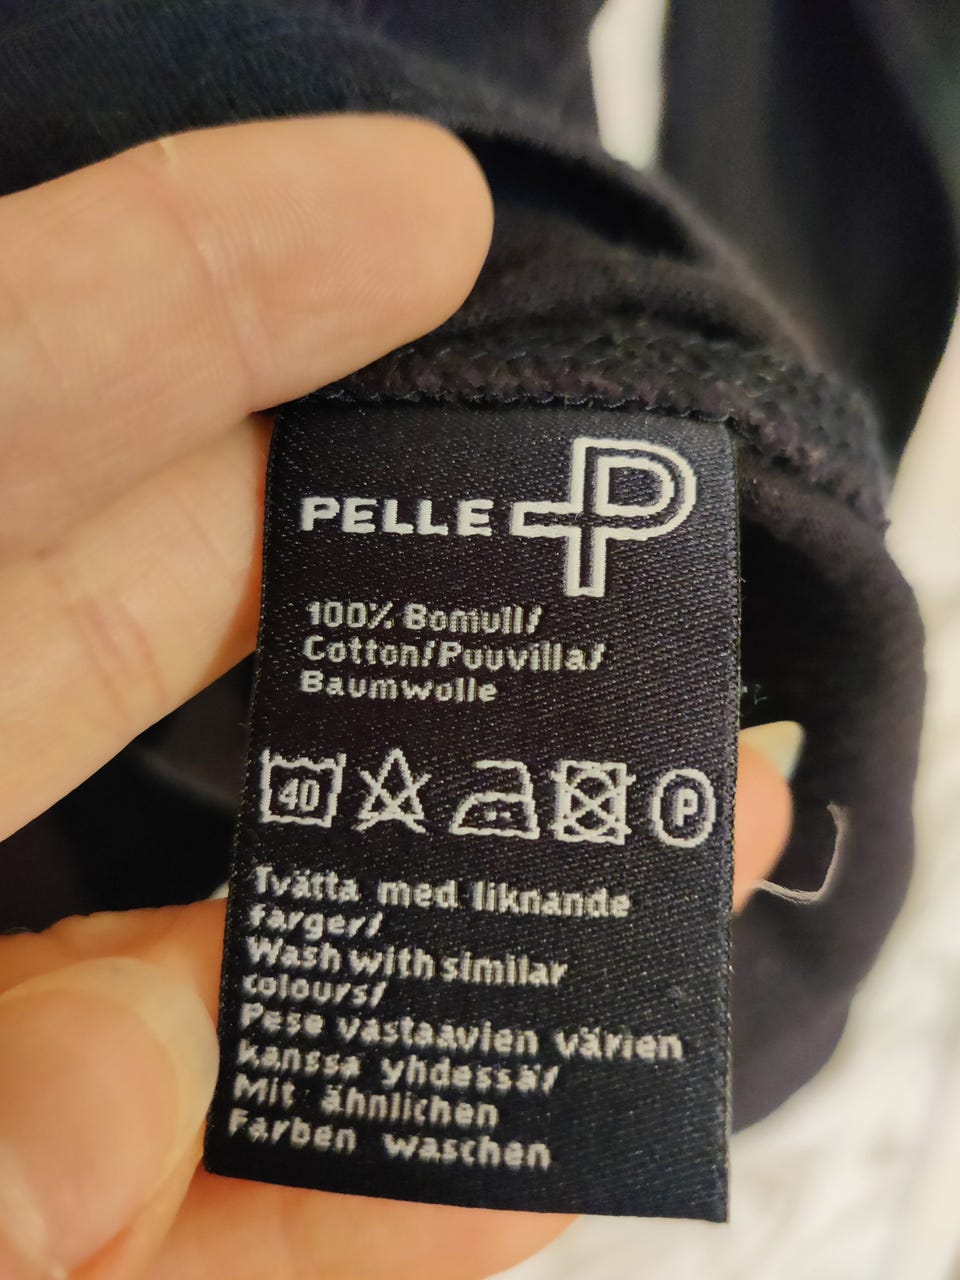 PELLE P
100% Bomull/
Cotton/Puuvilla/
Baumwolle
40 P
Tvätta med liknande
färger/
Wash with similar
colours/
Pese vastaavien värien
kanssa yhdessä/
Mit ähnlichen
Farben waschen